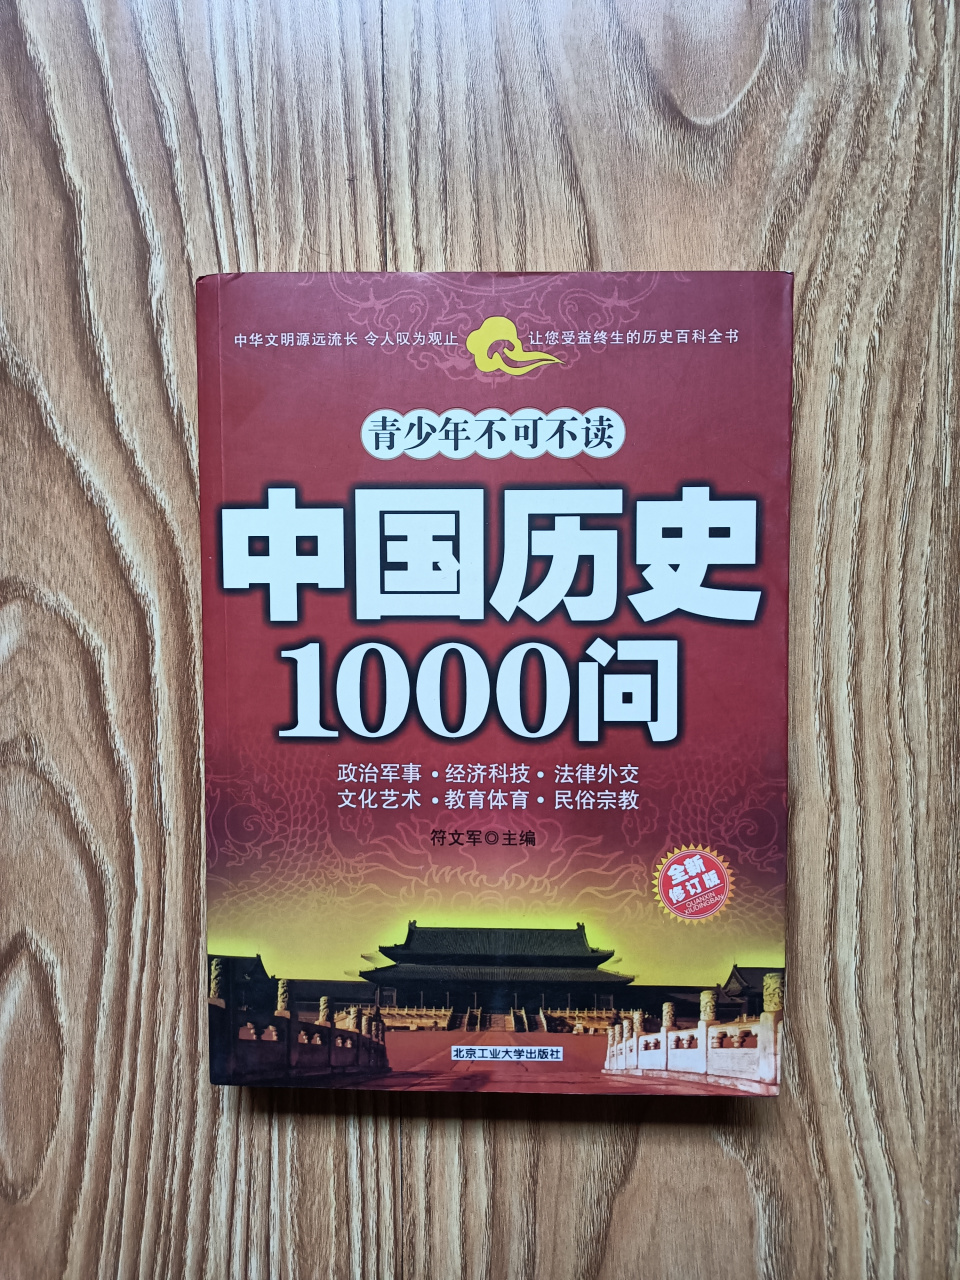 中华文明源远流长 令人叹为观止 让您受益终生的历史百科全书
青少年不可不读
中国历史
1000问
政治军事·经济科技·法律外交
文化艺术·教育体育·民俗宗教
符文军◎主编
全新
修订版
QUANXIN
XIUDINGBAN
北京工业大学出版社